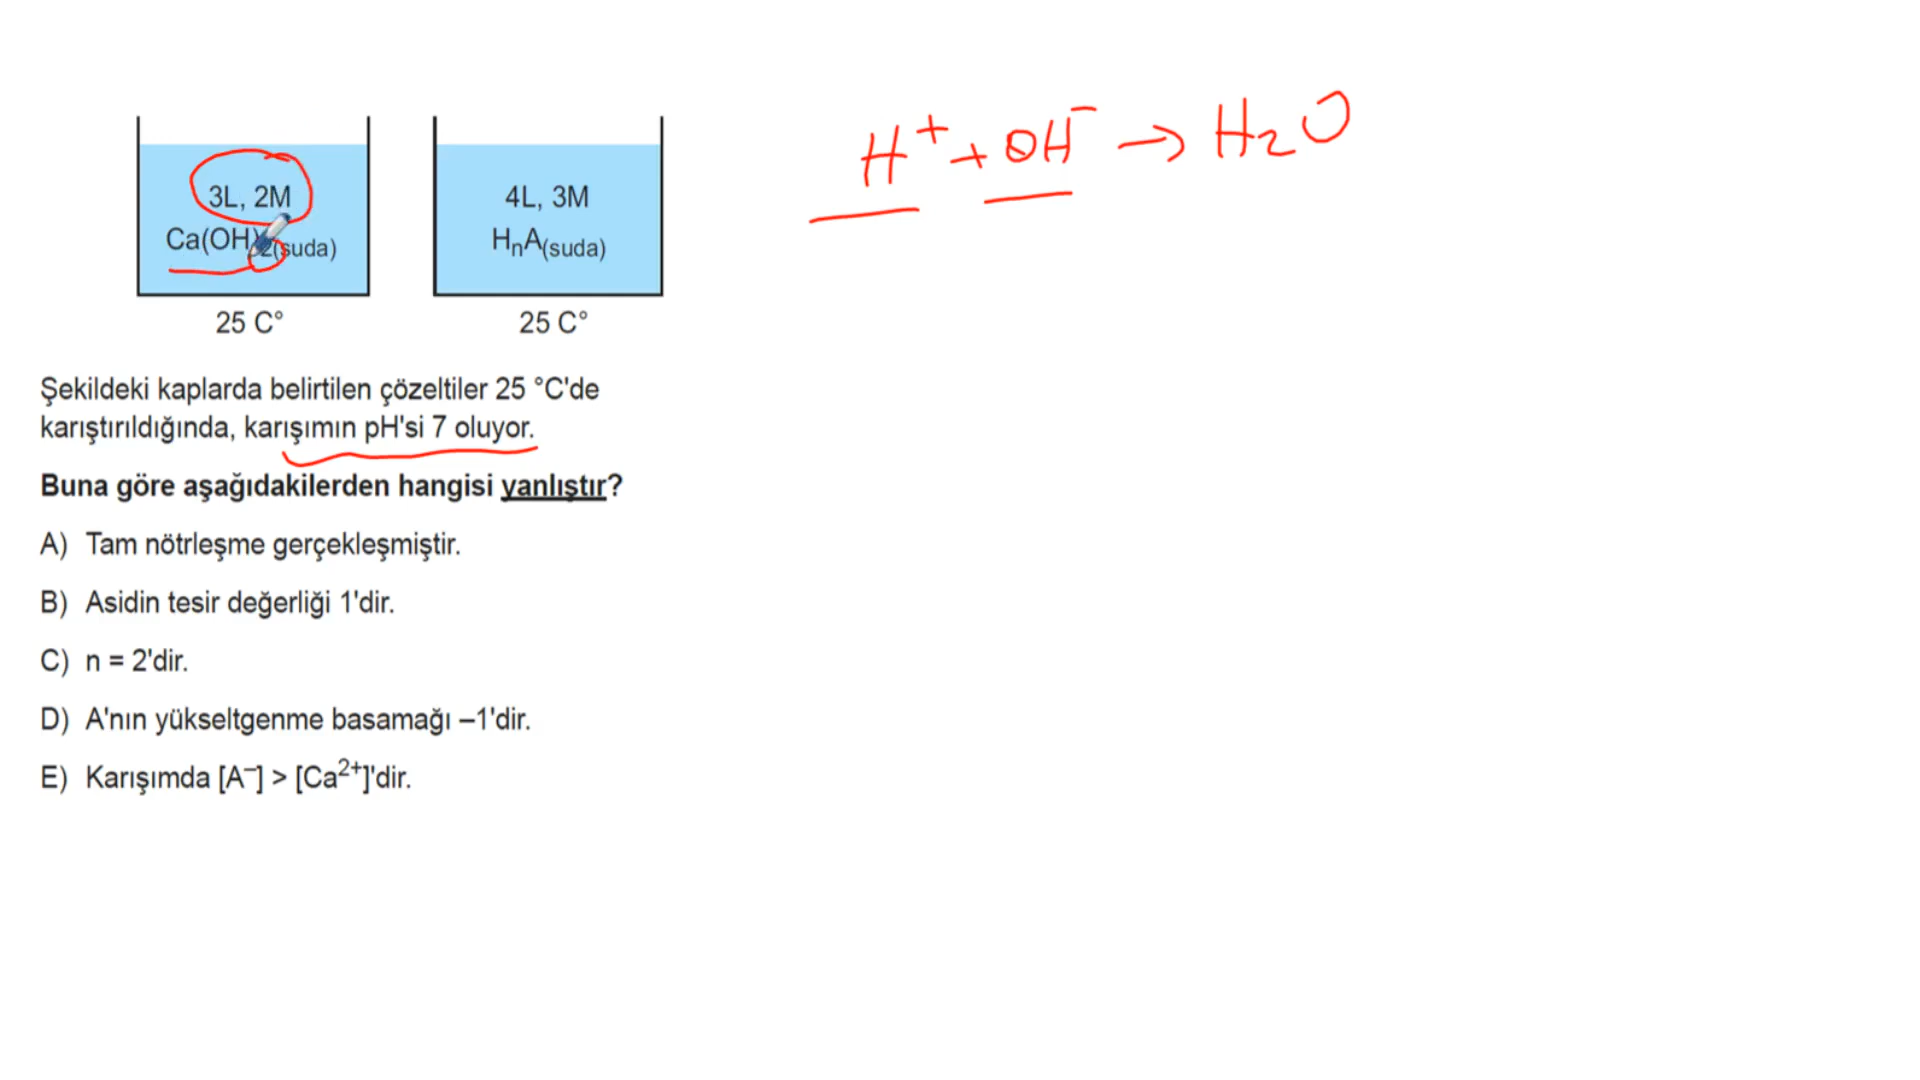 3L, 2M
Ca(OH)2(suda)
25 C°
4L, 3M
HnA(suda)
25 C°
H⁺ + OH⁻ → H₂O
Şekildeki kaplarda belirtilen çözeltiler 25 °C'de
karıştırıldığında, karışımın pH'si 7 oluyor.
Buna göre aşağıdakilerden hangisi yanlıştır?
A) Tam nötrleşme gerçekleşmiştir.
B) Asidin tesir değerliği 1'dir.
C) n = 2'dir.
D) A'nın yükseltgenme basamağı –1'dir.
E) Karışımda [A⁻] > [Ca²⁺]'dir.